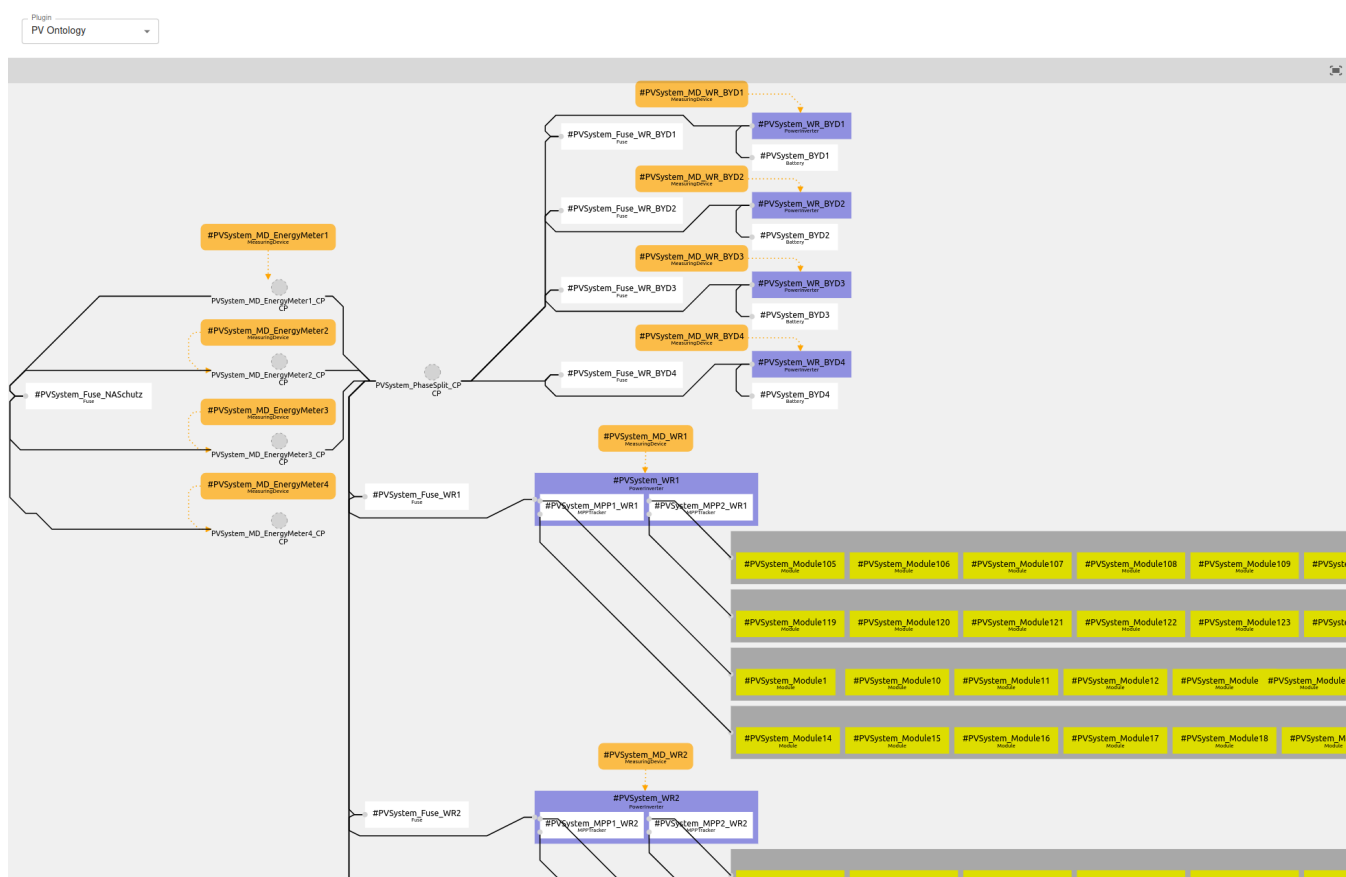 Plugin
PV Ontology
#PVSystem_MD_WR_BYD1
MeasuringDevice
#PVSystem_WR_BYD1
PowerInverter
#PVSystem_Fuse_WR_BYD1
Fuse
#PVSystem_BYD1
Battery
#PVSystem_MD_WR_BYD2
MeasuringDevice
#PVSystem_WR_BYD2
PowerInverter
#PVSystem_Fuse_WR_BYD2
Fuse
#PVSystem_BYD2
Battery
#PVSystem_MD_EnergyMeter1
MeasuringDevice
#PVSystem_MD_WR_BYD3
MeasuringDevice
#PVSystem_WR_BYD3
PowerInverter
#PVSystem_Fuse_WR_BYD3
Fuse
PVSystem_MD_EnergyMeter1_CP
CP
#PVSystem_BYD3
Battery
#PVSystem_MD_EnergyMeter2
MeasuringDevice
#PVSystem_MD_WR_BYD4
MeasuringDevice
#PVSystem_WR_BYD4
PowerInverter
PVSystem_MD_EnergyMeter2_CP
CP
#PVSystem_Fuse_WR_BYD4
Fuse
PVSystem_PhaseSplit_CP
CP
#PVSystem_Fuse_NASchutz
Fuse
#PVSystem_BYD4
Battery
#PVSystem_MD_EnergyMeter3
MeasuringDevice
#PVSystem_MD_WR1
MeasuringDevice
PVSystem_MD_EnergyMeter3_CP
CP
#PVSystem_MD_EnergyMeter4
MeasuringDevice
#PVSystem_WR1
PowerInverter
#PVSystem_Fuse_WR1
Fuse
#PVSystem_MPP1_WR1
MPPTracker
#PVSystem_MPP2_WR1
MPPTracker
PVSystem_MD_EnergyMeter4_CP
CP
#PVSystem_Module105
Module
#PVSystem_Module106
Module
#PVSystem_Module107
Module
#PVSystem_Module108
Module
#PVSystem_Module109
Module
#PVSyste
#PVSystem_Module119
Module
#PVSystem_Module120
Module
#PVSystem_Module121
Module
#PVSystem_Module122
Module
#PVSystem_Module123
Module
#PVSyste
#PVSystem_Module1
Module
#PVSystem_Module10
Module
#PVSystem_Module11
Module
#PVSystem_Module12
Module
#PVSystem_Module
Module
#PVSystem_Module
Module
#PVSystem_Module14
Module
#PVSystem_Module15
Module
#PVSystem_Module16
Module
#PVSystem_Module17
Module
#PVSystem_Module18
Module
#PVSystem_M
Module
#PVSystem_MD_WR2
MeasuringDevice
#PVSystem_WR2
PowerInverter
#PVSystem_Fuse_WR2
Fuse
#PVSystem_MPP1_WR2
MPPTracker
#PVSystem_MPP2_WR2
MPPTracker